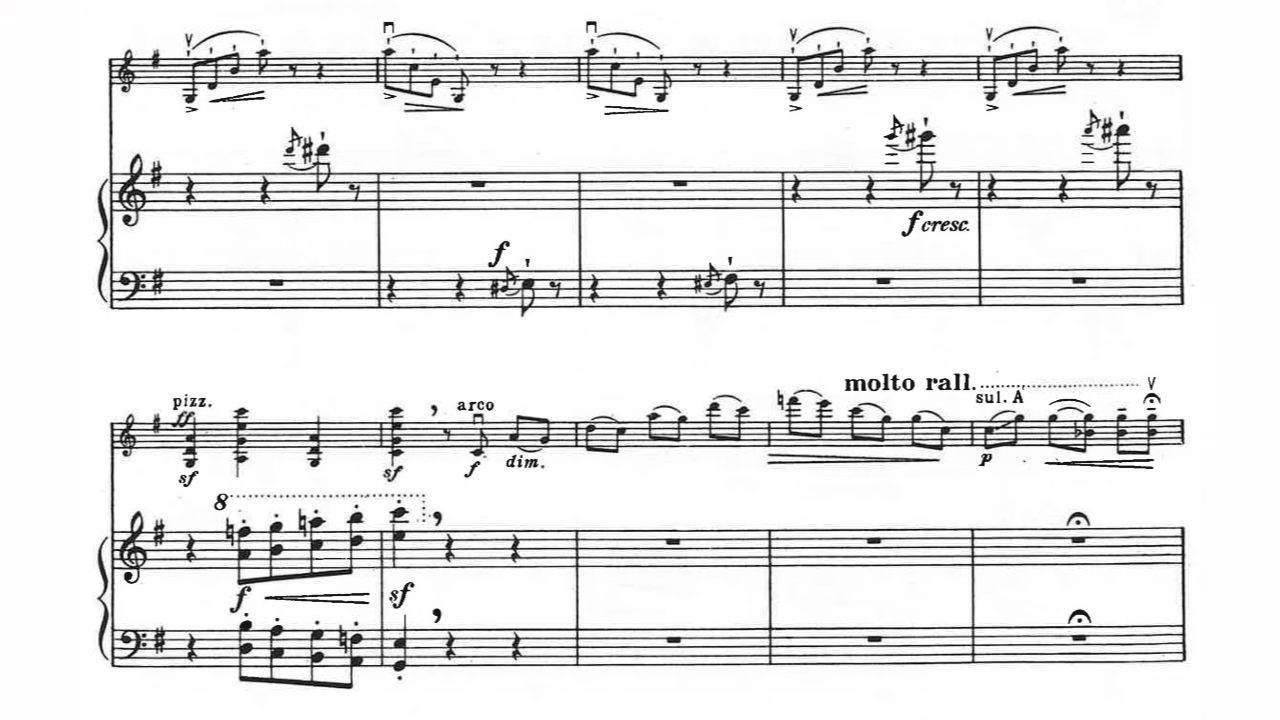 f
f cresc.
molto rall.
pizz.
arco
sul. A
ff
sf
sf
f
dim.
p
8
f
sf